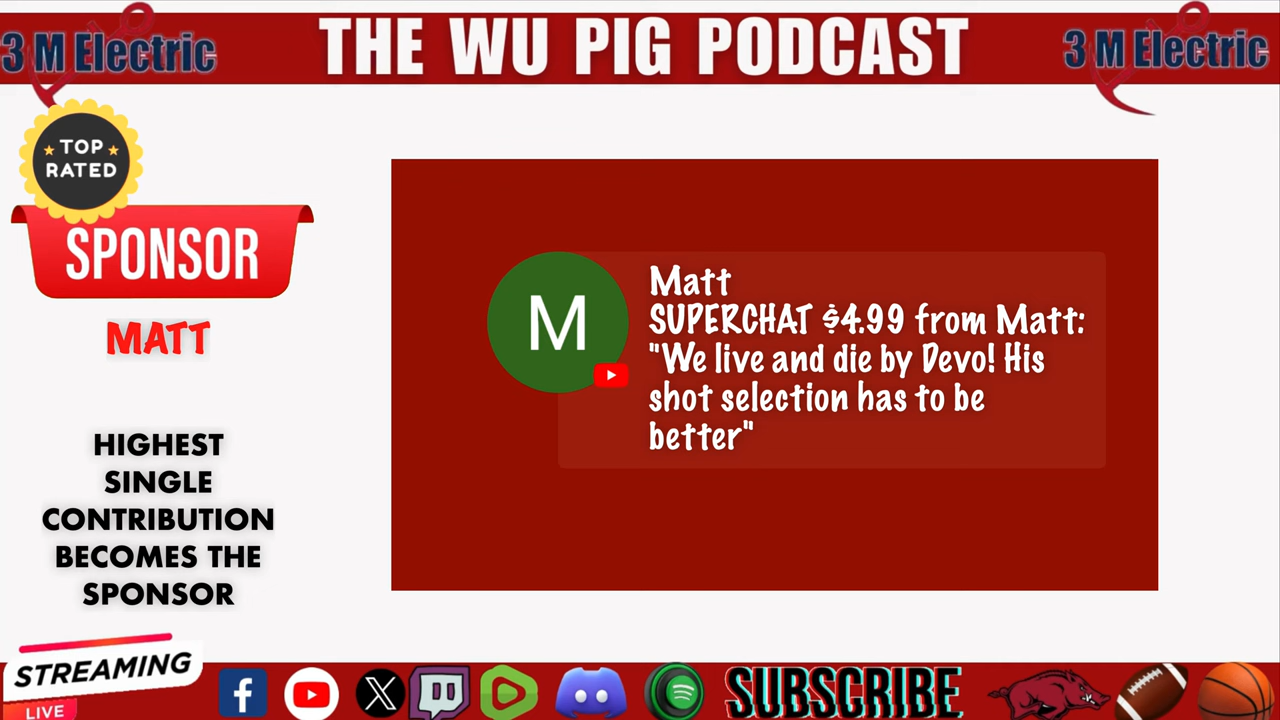 3 M Electric
THE WU PIG PODCAST
3 M Electric
TOP
RATED
SPONSOR
MATT
HIGHEST
SINGLE
CONTRIBUTION
BECOMES THE
SPONSOR
M
Matt
SUPERCHAT $4.99 from Matt:
"We live and die by Devo! His
shot selection has to be
better"
STREAMING
LIVE
SUBSCRIBE